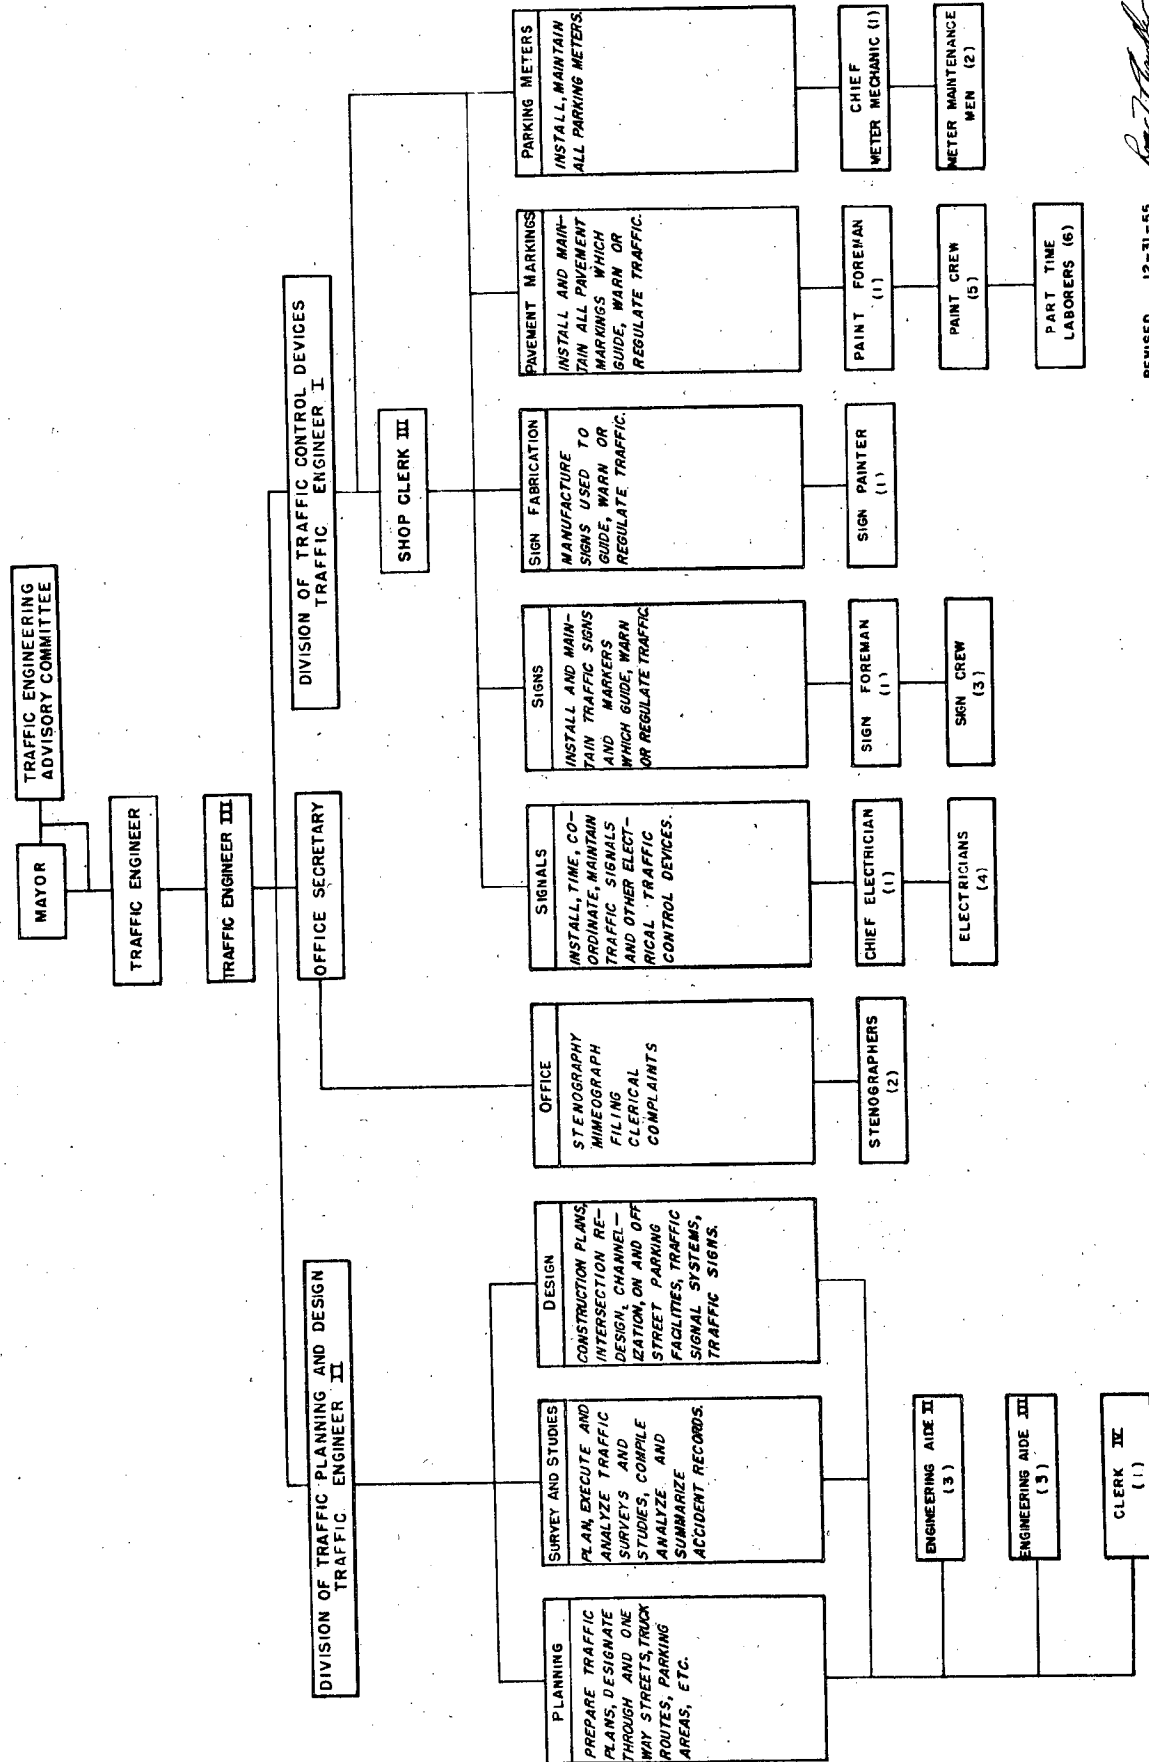 MAYOR
TRAFFIC ENGINEERING
ADVISORY COMMITTEE
TRAFFIC ENGINEER
TRAFFIC ENGINEER III
DIVISION OF TRAFFIC PLANNING AND DESIGN
TRAFFIC ENGINEER II
OFFICE SECRETARY
DIVISION OF TRAFFIC CONTROL DEVICES
TRAFFIC ENGINEER I
SHOP CLERK III
PLANNING
PREPARE TRAFFIC
PLANS, DESIGNATE
THROUGH AND ONE
WAY STREETS, TRUCK
ROUTES, PARKING
AREAS, ETC.
SURVEY AND STUDIES
PLAN, EXECUTE AND
ANALYZE TRAFFIC
SURVEYS AND
STUDIES, COMPILE
ANALYZE AND
SUMMARIZE
ACCIDENT RECORDS.
DESIGN
CONSTRUCTION PLANS,
INTERSECTION RE-
DESIGN, CHANNEL-
IZATION, ON AND OFF
STREET PARKING
FACILITIES, TRAFFIC
SIGNAL SYSTEMS,
TRAFFIC SIGNS.
OFFICE
STENOGRAPHY
MIMEOGRAPH
FILING
CLERICAL
COMPLAINTS
SIGNALS
INSTALL, TIME, CO-
ORDINATE, MAINTAIN
TRAFFIC SIGNALS
AND OTHER ELECT-
RICAL TRAFFIC
CONTROL DEVICES.
SIGNS
INSTALL AND MAIN-
TAIN TRAFFIC SIGNS
AND MARKERS
WHICH GUIDE, WARN
OR REGULATE TRAFFIC.
SIGN FABRICATION
MANUFACTURE
SIGNS USED TO
GUIDE, WARN OR
REGULATE TRAFFIC.
PAVEMENT MARKINGS
INSTALL AND MAIN-
TAIN ALL PAVEMENT
MARKINGS WHICH
GUIDE, WARN OR
REGULATE TRAFFIC.
PARKING METERS
INSTALL, MAINTAIN
ALL PARKING METERS.
ENGINEERING AIDE II
(3)
ENGINEERING AIDE III
(3)
CLERK IV
(1)
STENOGRAPHERS
(2)
CHIEF ELECTRICIAN
(1)
ELECTRICIANS
(4)
SIGN FOREMAN
(1)
SIGN CREW
(3)
SIGN PAINTER
(1)
PAINT FOREMAN
(1)
PAINT CREW
(5)
PART TIME
LABORERS (6)
CHIEF
METER MECHANIC (1)
METER MAINTENANCE
MEN (2)
REVISED 12-31-55